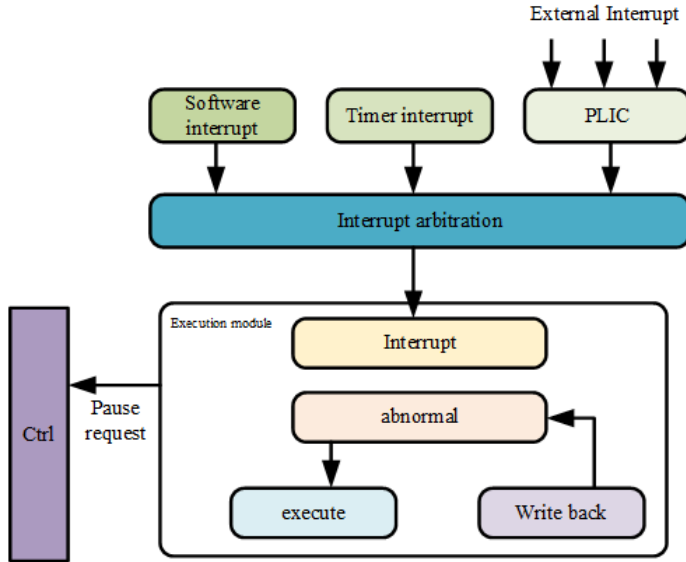 External Interrupt
Software
interrupt
Timer interrupt
PLIC
Interrupt arbitration
Execution module
Interrupt
Pause
request
Ctrl
abnormal
execute
Write back